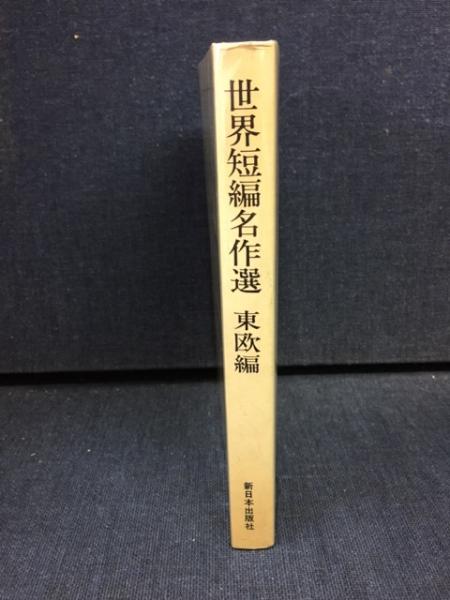 世界短編名作選
東欧編
新日本出版社